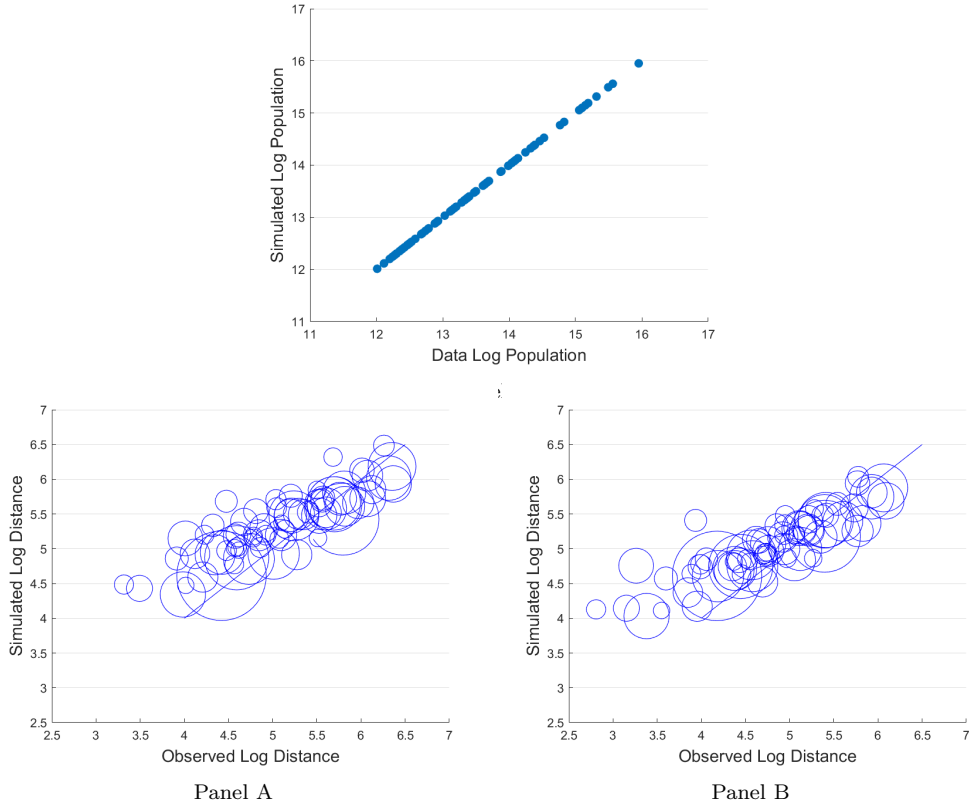 17
16
15
14
13
12
11
Simulated Log Population
11 12 13 14 15 16 17
Data Log Population
7
6.5
6
5.5
5
4.5
4
3.5
3
2.5
Simulated Log Distance
2.5 3 3.5 4 4.5 5 5.5 6 6.5 7
Observed Log Distance
Panel A
7
6.5
6
5.5
5
4.5
4
3.5
3
2.5
Simulated Log Distance
2.5 3 3.5 4 4.5 5 5.5 6 6.5 7
Observed Log Distance
Panel B